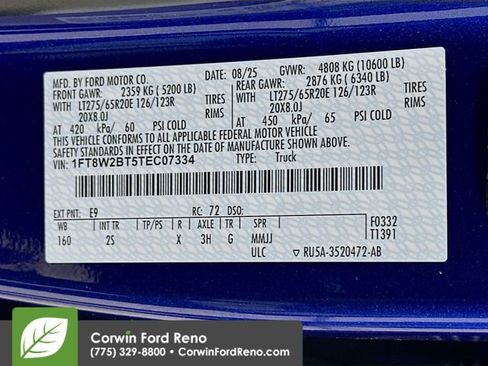 MFD. BY FORD MOTOR CO.
DATE: 08/25 GVWR: 4808 KG (10600 LB)
FRONT GAWR: 2359 KG ( 5200 LB) REAR GAWR: 2876 KG ( 6340 LB)
WITH LT275/65R20E 126/123R TIRES WITH LT275/65R20E 126/123R TIRES
20X8.0J RIMS 20X8.0J RIMS
AT 420 kPa/ 60 PSI COLD AT 450 kPa/ 65 PSI COLD
THIS VEHICLE CONFORMS TO ALL APPLICABLE FEDERAL MOTOR VEHICLE
SAFETY STANDARDS IN EFFECT ON THE DATE OF MANUFACTURE SHOWN ABOVE.
VIN: 1FT8W2BT5TEC07334 TYPE: Truck
EXT PNT: E9 RC: 72 DSO: F0332
WB INT TR TP/PS R AXLE TR SPR T1391
160 2S X 3H G MMJJ
ULC RU5A-3520472-AB
Corwin Ford Reno
(775) 329-8800 • CorwinFordReno.com